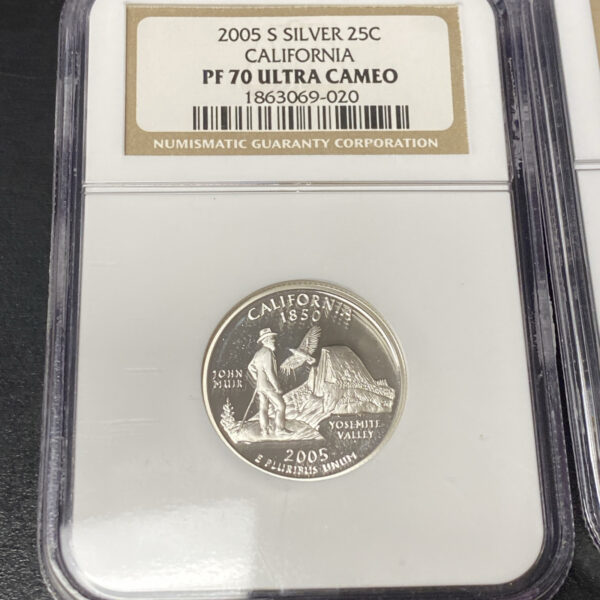 2005 S SILVER 25C
CALIFORNIA
PF 70 ULTRA CAMEO
1863069-020
NUMISMATIC GUARANTY CORPORATION
CALIFORNIA
1850
JOHN
MUIR
YOSEMITE
VALLEY
2005
E PLURIBUS UNUM